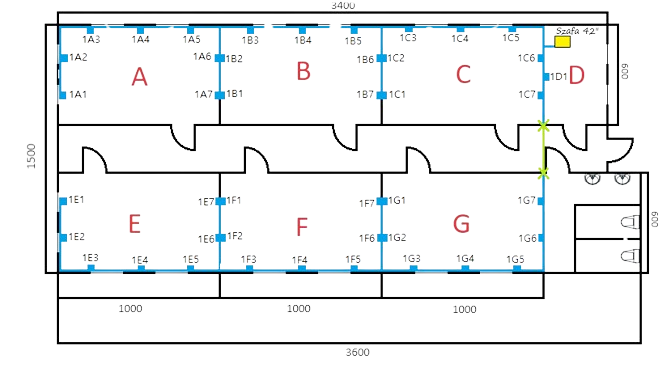 3400
1A3 1A4 1A5 1B3 1B4 1B5 1C3 1C4 1C5 Szafa 42"
1A2 1A6 1B2 1B6 1C2 1C6
A B C 1D1 D 600
1A1 1A7 1B1 1B7 1C1 1C7
1500
1E1 1E7 1F1 1F7 1G1 1G7
E F G 600
1E2 1E6 1F2 1F6 1G2 1G6
1E3 1E4 1E5 1F3 1F4 1F5 1G3 1G4 1G5
1000 1000 1000
3600